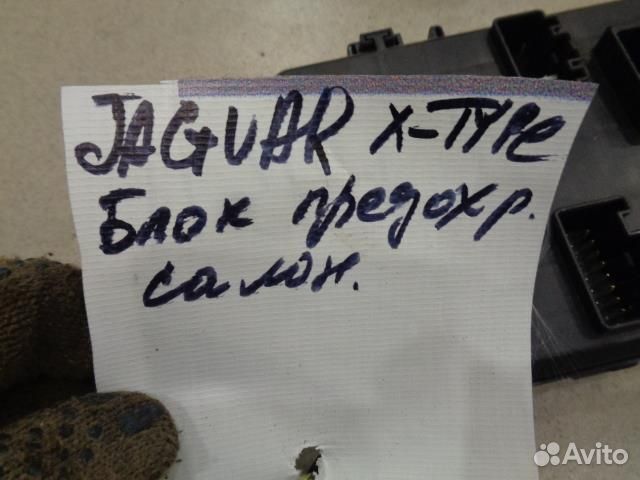 JAGUAR X-TYPE
Блок предохр.
салон.
Avito